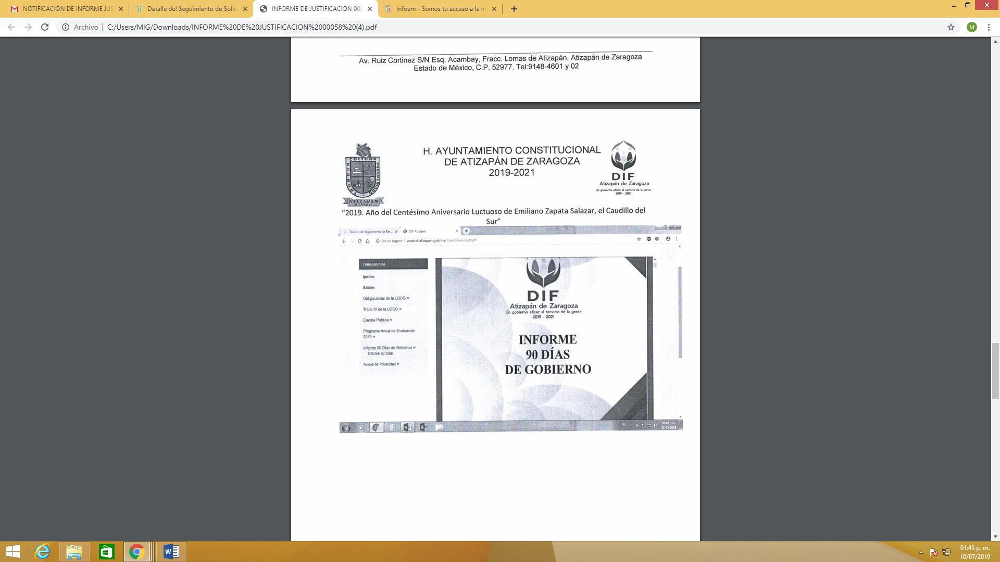 NOTIFICACIÓN DE INFORME JUS
Detalle del Seguimiento de Solici
INFORME DE JUSTIFICACION 000
Infoem - Somos tu acceso a la in
Archivo
C:/Users/MIG/Downloads/INFORME%20DE%20JUSTIFICACION%2000058%20(4).pdf
M
Av. Ruiz Cortinez S/N Esq. Acambay, Fracc. Lomas de Atizapán, Atizapán de Zaragoza
Estado de México, C.P. 52977, Tel:9148-4601 y 02
H. AYUNTAMIENTO CONSTITUCIONAL
DE ATIZAPÁN DE ZARAGOZA
2019-2021
CULTURA
TRABAJO
PROSPERIDAD
ATIZAPAN
DE ZARAGOZA
DIF
Atizapán de Zaragoza
Un gobierno eficaz al servicio de la gente
2019 - 2021
“2019. Año del Centésimo Aniversario Luctuoso de Emiliano Zapata Salazar, el Caudillo del
Sur”
Tablero de Seguimiento de Rec..
DIF Atizapan
No es seguro
www.difatizapan.gob.mx/transparencia.php#
Transparencia
Ipomex
Saimex
Obligaciones de la LGCG
Título IV de la LGCG
Cuenta Pública
Programa Anual de Evaluación
2019
Informe 90 Días de Gobierno
Informe 90 Días
Avisos de Privacidad
DIF
Atizapán de Zaragoza
Un gobierno eficaz al servicio de la gente
2019 - 2021
INFORME
90 DÍAS
DE GOBIERNO
ES
04:48 p.m.
23/05/2019
01:45 p. m.
10/07/2019